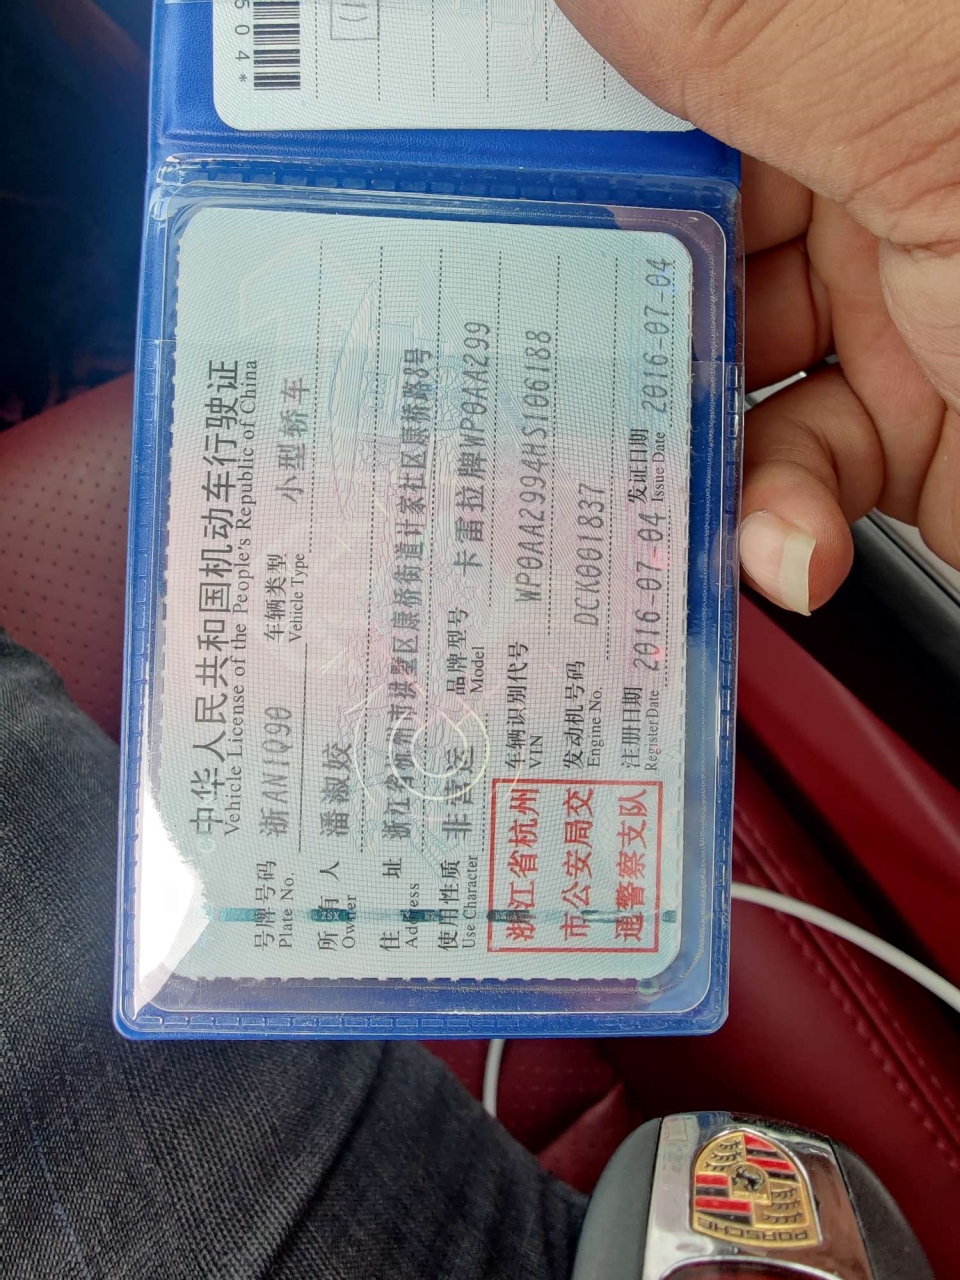 504*
1)
中华人民共和国机动车行驶证
Vehicle License of the People's Republic of China
号牌号码 浙AN1Q90 车辆类型 小型轿车
Plate No. Vehicle Type
所有人 潘淑姣
Owner
住址 浙江省杭州市拱墅区康桥街道计家社区康桥路8号
Address
使用性质 非营运 品牌型号 卡雷拉牌WP0AA299
Use Character Model
浙江省杭州
市公安局交
通警察支队
车辆识别代号 WP0AA2994HS106188
VIN
发动机号码 DCK001837
Engine No.
注册日期 2016-07-04 发证日期 2016-07-04
Register Date Issue Date
PORSCHE